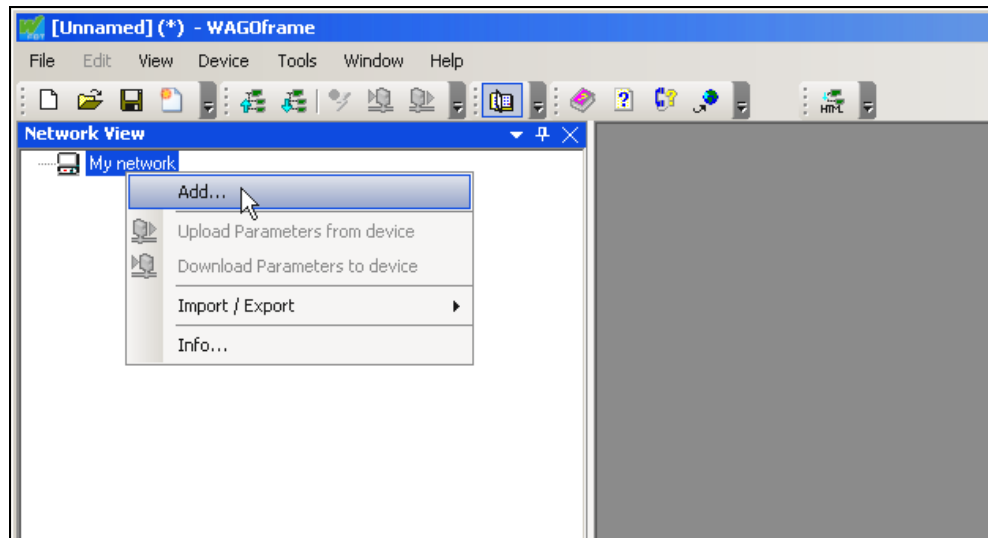 [Unnamed] (*) - WAGOframe
File Edit View Device Tools Window Help
HTML
Network View
My network
Add...
Upload Parameters from device
Download Parameters to device
Import / Export
Info...